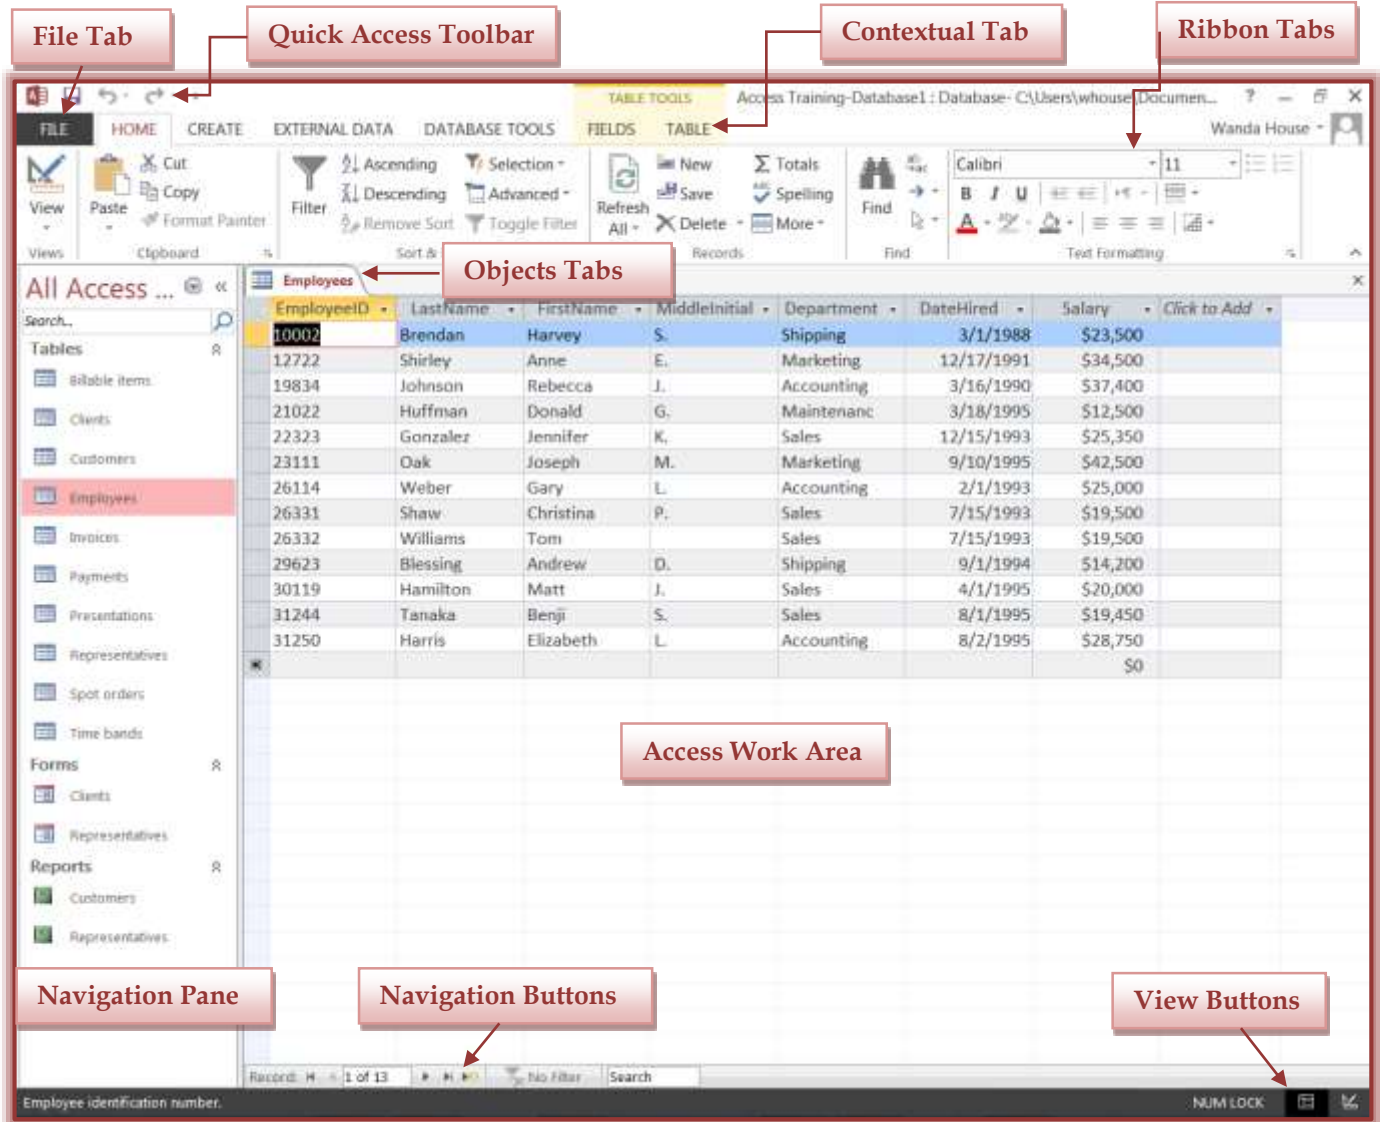 File Tab
Quick Access Toolbar
Contextual Tab
Ribbon Tabs
TABLE TOOLS
Access Training-Database1 : Database- C:\Users\whouse\Documen...
?
FILE HOME CREATE EXTERNAL DATA DATABASE TOOLS FIELDS TABLE
Wanda House
View
Views
Paste
Cut
Copy
Format Painter
Clipboard
Filter
Ascending
Descending
Remove Sort
Selection
Advanced
Toggle Filter
Sort &
Refresh
All
New
Save
Delete
Totals
Spelling
More
Records
Find
Find
Calibri 11
B I U
A
Text Formatting
Objects Tabs
All Access ...
Search...
Tables
Billable items
Clients
Customers
Employees
Invoices
Payments
Presentations
Representatives
Spot orders
Time bands
Forms
Clients
Representatives
Reports
Customers
Representatives
Employees
EmployeeID LastName FirstName MiddleInitial Department DateHired Salary Click to Add
10002 Brendan Harvey S. Shipping 3/1/1988 $23,500
12722 Shirley Anne E. Marketing 12/17/1991 $34,500
19834 Johnson Rebecca J. Accounting 3/16/1990 $37,400
21022 Huffman Donald G. Maintenanc 3/18/1995 $12,500
22323 Gonzalez Jennifer K. Sales 12/15/1993 $25,350
23111 Oak Joseph M. Marketing 9/10/1995 $42,500
26114 Weber Gary L. Accounting 2/1/1993 $25,000
26331 Shaw Christina P. Sales 7/15/1993 $19,500
26332 Williams Tom Sales 7/15/1993 $19,500
29623 Blessing Andrew D. Shipping 9/1/1994 $14,200
30119 Hamilton Matt J. Sales 4/1/1995 $20,000
31244 Tanaka Benji S. Sales 8/1/1995 $19,450
31250 Harris Elizabeth L. Accounting 8/2/1995 $28,750
$0
Access Work Area
Navigation Pane
Navigation Buttons
View Buttons
Record: 1 of 13 No Filter Search
Employee identification number.
NUM LOCK